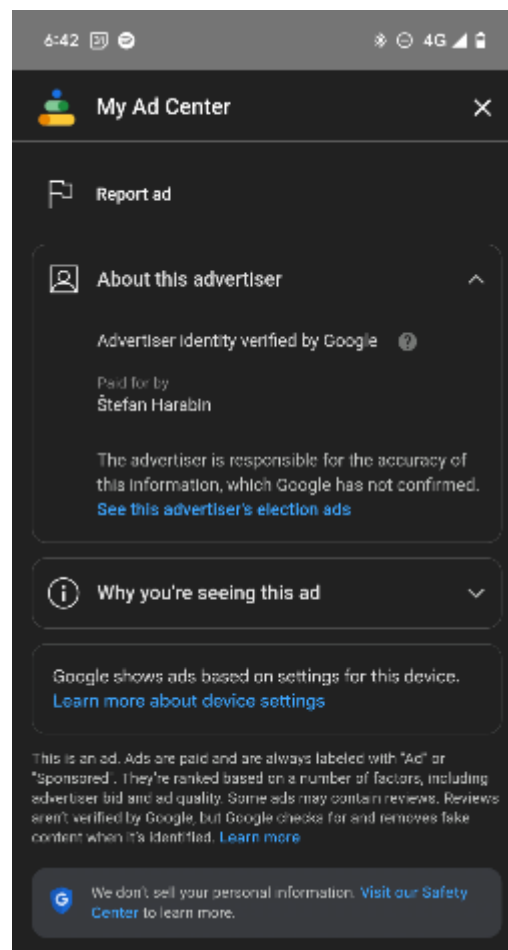 6:42 31 4G
My Ad Center
Report ad
About this advertiser
Advertiser identity verified by Google
Paid for by
Štefan Harabin
The advertiser is responsible for the accuracy of
this information, which Google has not confirmed.
See this advertiser's election ads
Why you're seeing this ad
Google shows ads based on settings for this device.
Learn more about device settings
This is an ad. Ads are paid and are always labeled with "Ad" or
"Sponsored". They're ranked based on a number of factors, including
advertiser bid and ad quality. Some ads may contain reviews. Reviews
aren't verified by Google, but Google checks for and removes fake
content when it's identified. Learn more
We don't sell your personal information. Visit our Safety
Center to learn more.